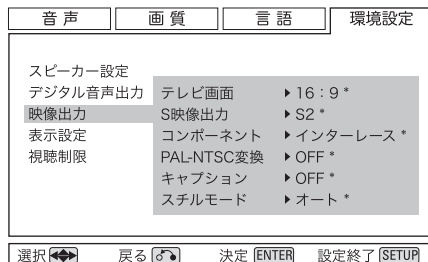 音声 画質 言語 環境設定
スピーカー設定
デジタル音声出力 テレビ画面 ▶ 16：9 *
映像出力 S映像出力 ▶ S2 *
表示設定 コンポーネント ▶ インターレース *
視聴制限 PAL-NTSC変換 ▶ OFF *
キャプション ▶ OFF *
スチルモード ▶ オート *
選択 戻る 決定 ENTER 設定終了 SETUP